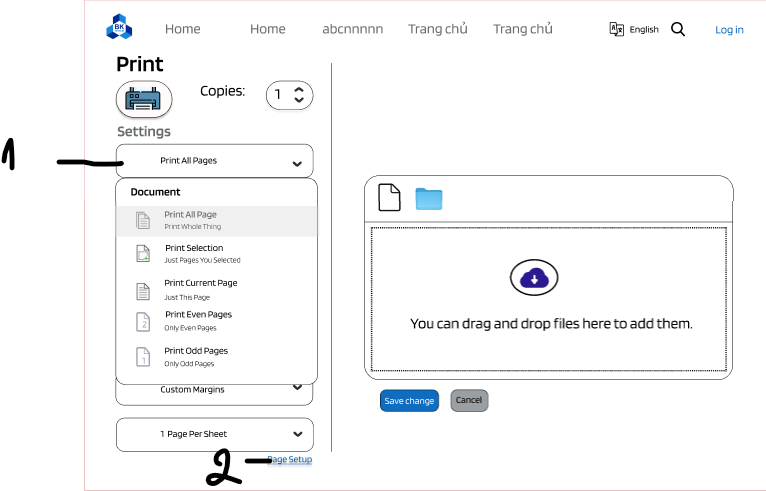 BK
Home Home abcnnnnn Trang chủ Trang chủ English Log in
Print
Copies: 1
Settings
1
Print All Pages
Document
Print All Page
Print Whole Thing
Print Selection
Just Pages You Selected
Print Current Page
Just This Page
Print Even Pages
2
Only Even Pages
Print Odd Pages
1
Only Odd Pages
Custom Margins
1 Page Per Sheet
2
Page Setup
You can drag and drop files here to add them.
Save change Cancel